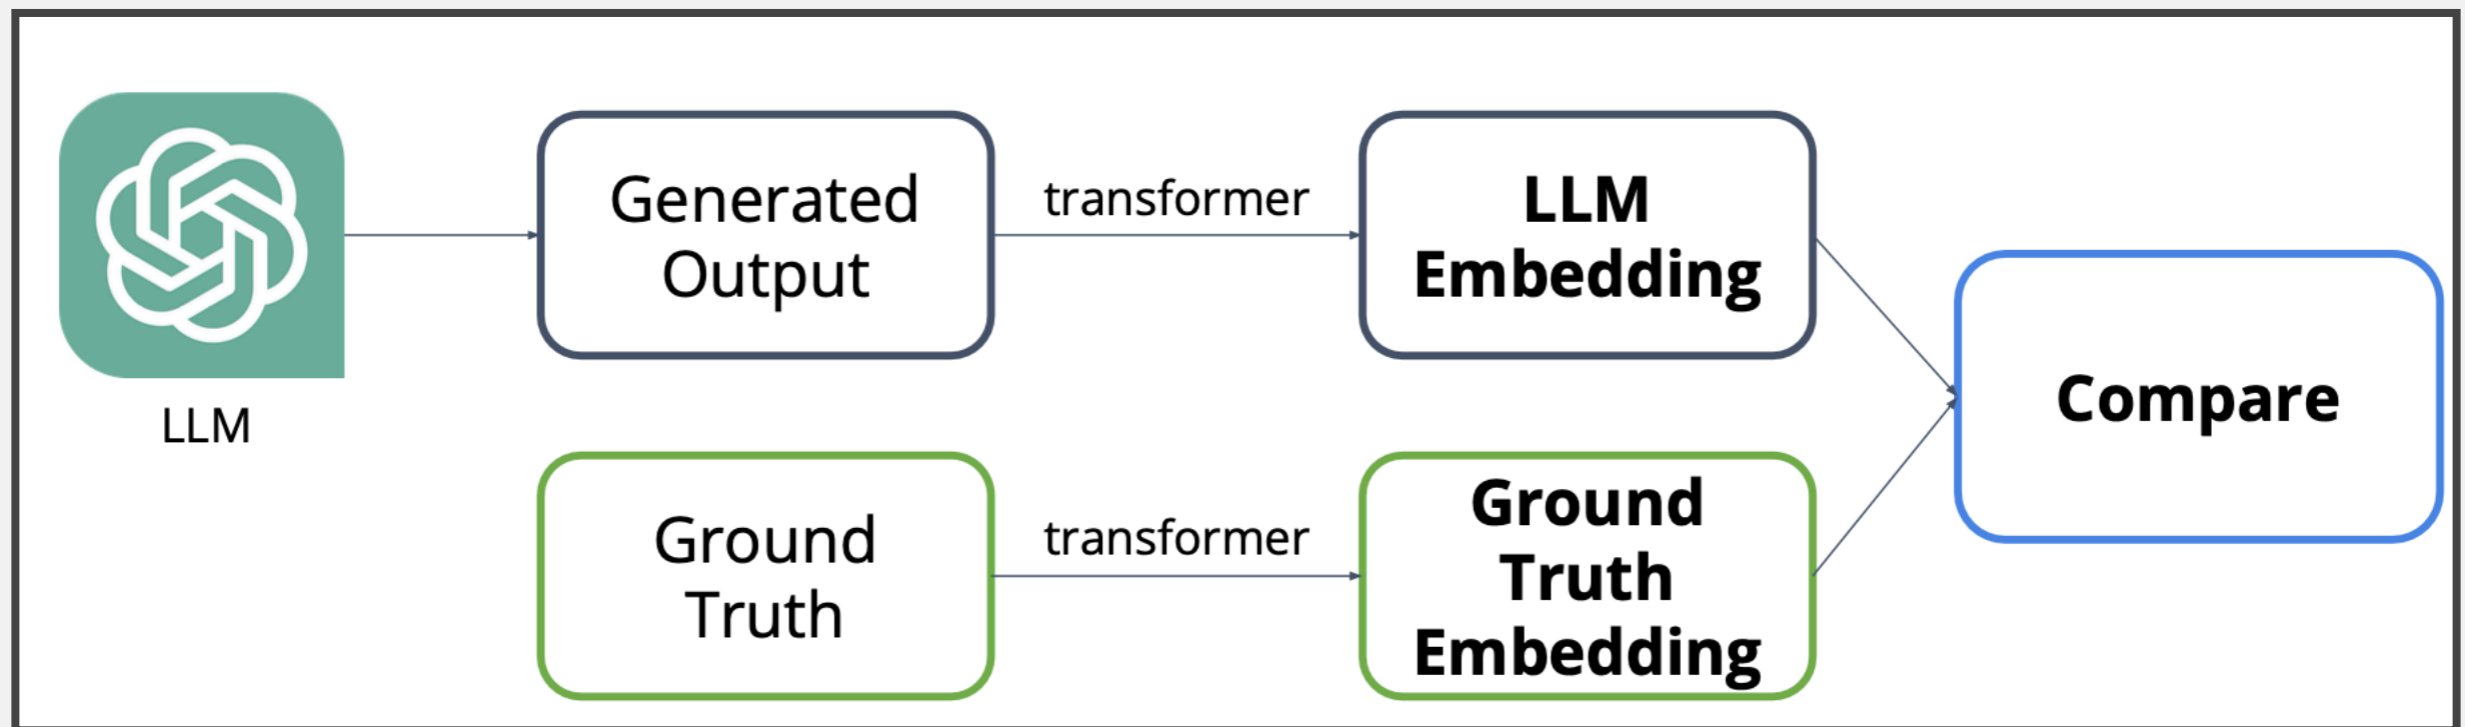 Generated
Output
transformer
LLM
Embedding
LLM
Compare
Ground
Truth
transformer
Ground
Truth
Embedding